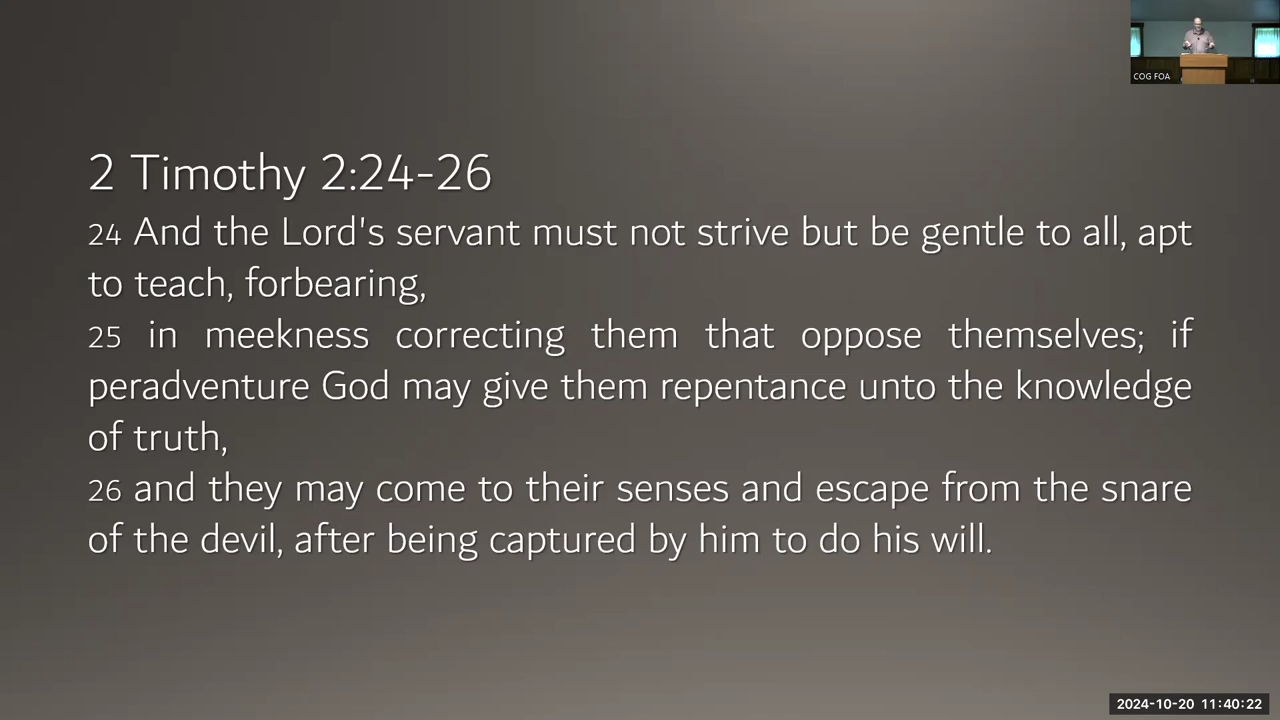 COG FOA
2 Timothy 2:24-26
24 And the Lord's servant must not strive but be gentle to all, apt
to teach, forbearing,
25 in meekness correcting them that oppose themselves; if
peradventure God may give them repentance unto the knowledge
of truth,
26 and they may come to their senses and escape from the snare
of the devil, after being captured by him to do his will.
2024-10-20 11:40:22